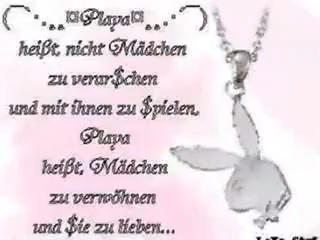 (¯`·.¸¸¤Playa¤¸¸.·´¯)
heißt, nicht Mädchen
zu verar$chen
und mit ihnen zu $pielen,
Playa
heißt, Mädchen
zu verwöhnen
und $ie zu lieben...